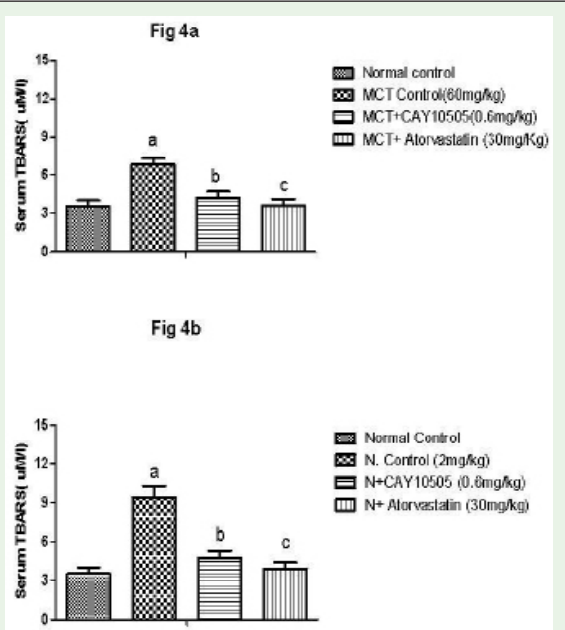 Fig 4a
Serum TBARS( uM/l)
15
12
9
6
3
0
a
b
c
Normal control
MCT Control(60mg/kg)
MCT+CAY10505(0.6mg/kg)
MCT+ Atorvastatin (30mg/Kg)
Fig 4b
Serum TBARS( uM/l)
15
12
9
6
3
0
a
b
c
Normal Control
N. Control (2mg/kg)
N+CAY10505 (0.6mg/kg)
N+ Atorvastatin (30mg/kg)